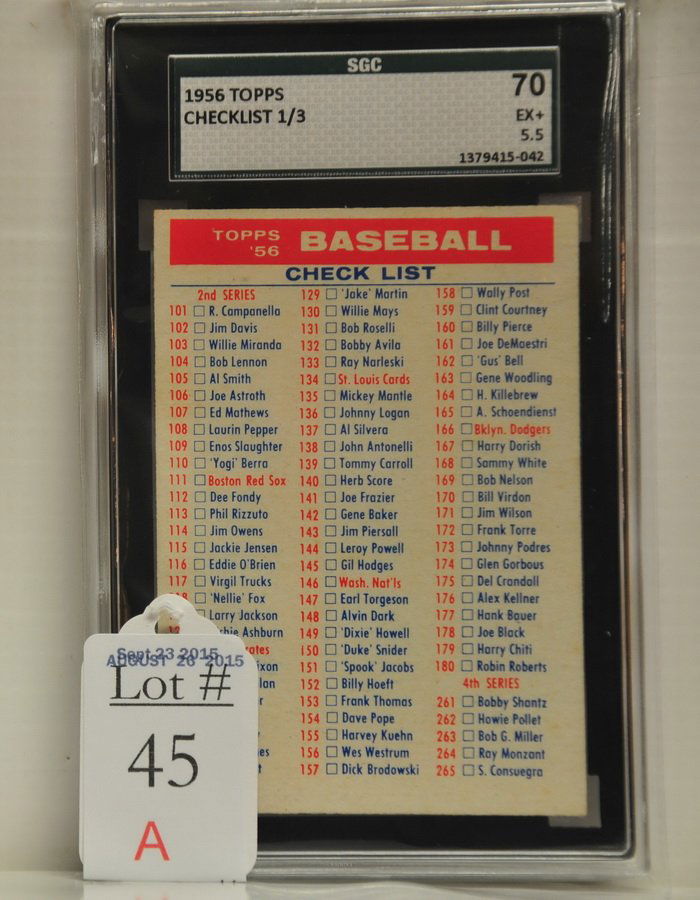 SGC
1956 TOPPS
CHECKLIST 1/3
70
EX+
5.5
1379415-042
TOPPS '56 BASEBALL
CHECK LIST
2nd SERIES
101 R. Campanella
102 Jim Davis
103 Willie Miranda
104 Bob Lennon
105 Al Smith
106 Joe Astroth
107 Ed Mathews
108 Laurin Pepper
109 Enos Slaughter
110 'Yogi' Berra
111 Boston Red Sox
112 Dee Fondy
113 Phil Rizzuto
114 Jim Owens
115 Jackie Jensen
116 Eddie O'Brien
117 Virgil Trucks
'Nellie' Fox
Larry Jackson
Ashburn
129 'Jake' Martin
130 Willie Mays
131 Bob Roselli
132 Bobby Avila
133 Ray Narleski
134 St. Louis Cards
135 Mickey Mantle
136 Johnny Logan
137 Al Silvera
138 John Antonelli
139 Tommy Carroll
140 Herb Score
141 Joe Frazier
142 Gene Baker
143 Jim Piersall
144 Leroy Powell
145 Gil Hodges
146 Wash. Nat'ls
147 Earl Torgeson
148 Alvin Dark
149 'Dixie' Howell
150 'Duke' Snider
151 'Spook' Jacobs
152 Billy Hoeft
153 Frank Thomas
154 Dave Pope
155 Harvey Kuehn
156 Wes Westrum
157 Dick Brodowski
158 Wally Post
159 Clint Courtney
160 Billy Pierce
161 Joe DeMaestri
162 'Gus' Bell
163 Gene Woodling
164 H. Killebrew
165 A. Schoendienst
166 Bklyn. Dodgers
167 Harry Dorish
168 Sammy White
169 Bob Nelson
170 Bill Virdon
171 Jim Wilson
172 Frank Torre
173 Johnny Podres
174 Glen Gorbous
175 Del Crandall
176 Alex Kellner
177 Hank Bauer
178 Joe Black
179 Harry Chiti
180 Robin Roberts
4th SERIES
261 Bobby Shantz
262 Howie Pollet
263 Bob G. Miller
264 Ray Monzant
265 S. Consuegra
Sept 23 2015
AUGUST 26 2015
Lot #
45
A